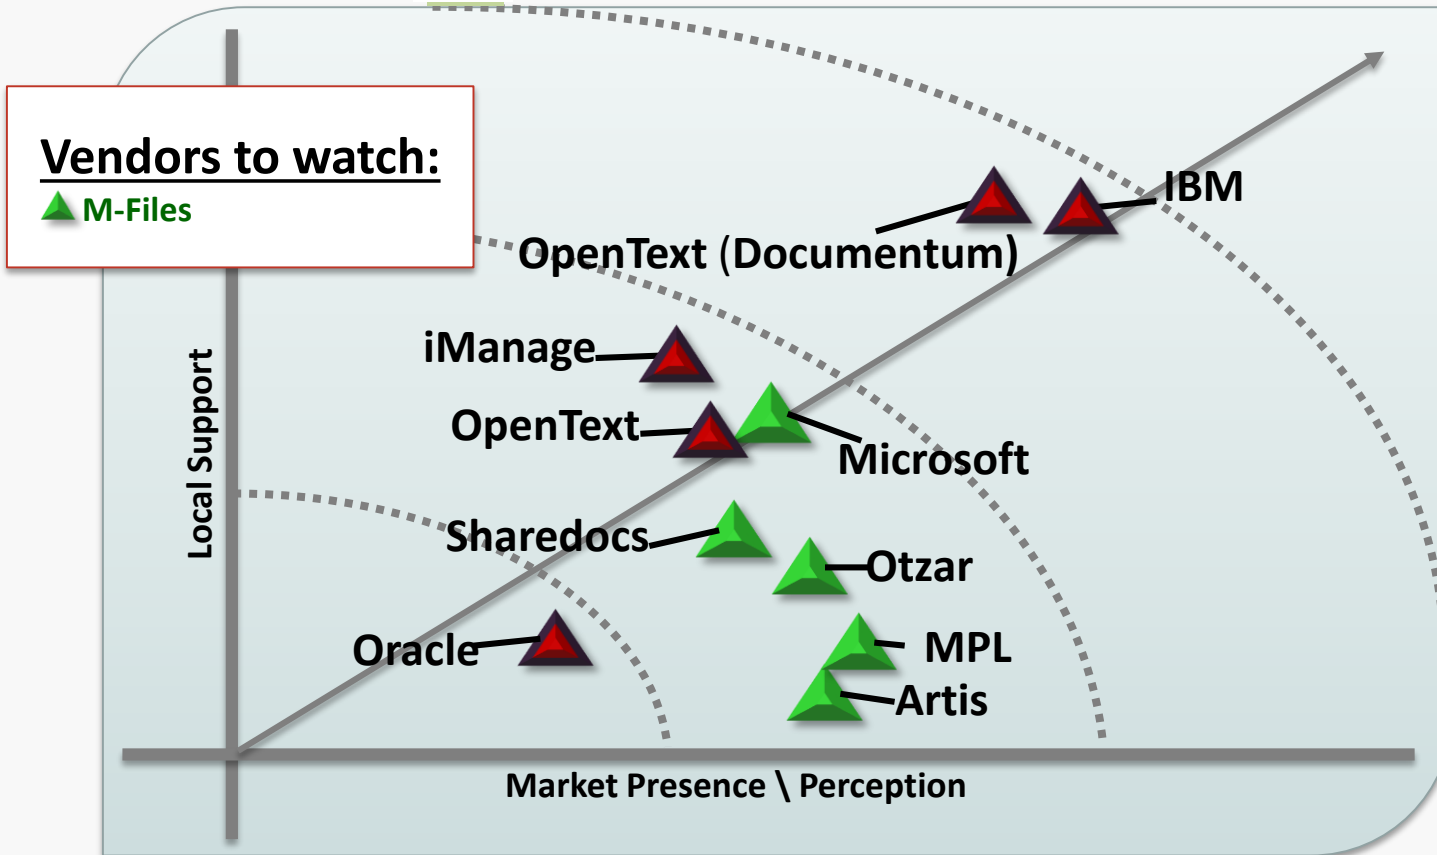 Vendors to watch:
M-Files
IBM
OpenText (Documentum)
iManage
OpenText
Microsoft
Local Support
Sharedocs
Otzar
Oracle
MPL
Artis
Market Presence \ Perception